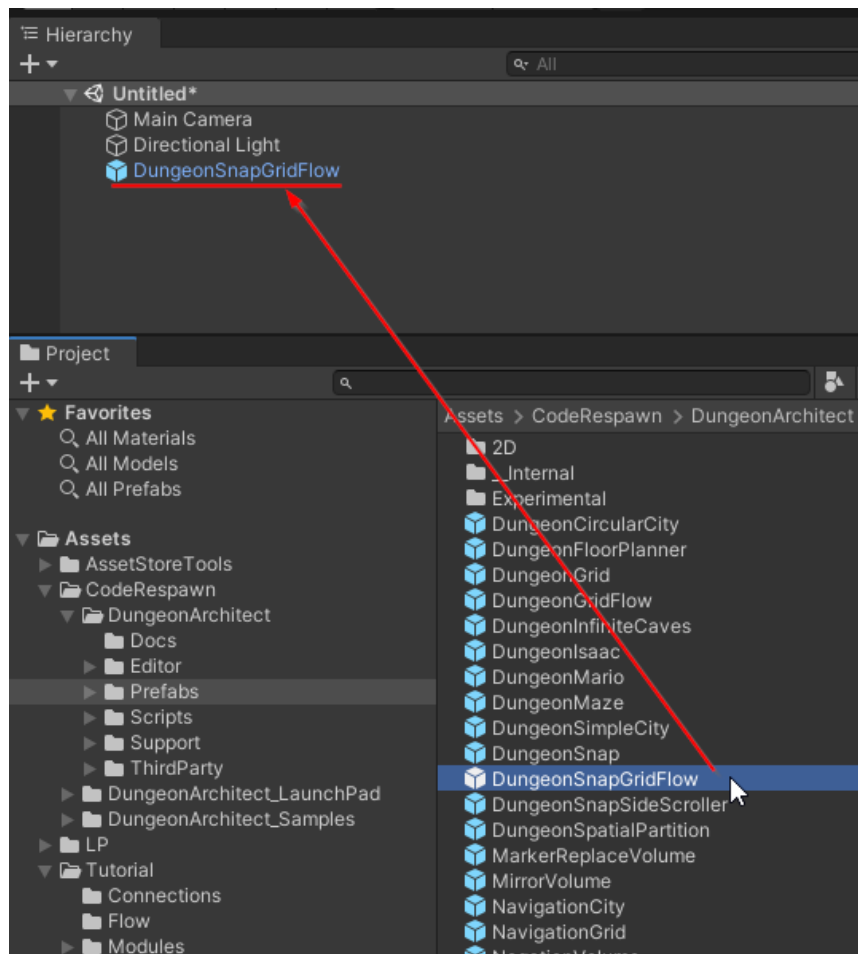 Hierarchy
All
Untitled*
Main Camera
Directional Light
DungeonSnapGridFlow
Project
Favorites
All Materials
All Models
All Prefabs
Assets
AssetStoreTools
CodeRespawn
DungeonArchitect
Docs
Editor
Prefabs
Scripts
Support
ThirdParty
DungeonArchitect_LaunchPad
DungeonArchitect_Samples
LP
Tutorial
Connections
Flow
Modules
Assets > CodeRespawn > DungeonArchitect
2D
_Internal
Experimental
DungeonCircularCity
DungeonFloorPlanner
DungeonGrid
DungeonGridFlow
DungeonInfiniteCaves
DungeonIsaac
DungeonMario
DungeonMaze
DungeonSimpleCity
DungeonSnap
DungeonSnapGridFlow
DungeonSnapSideScroller
DungeonSpatialPartition
MarkerReplaceVolume
MirrorVolume
NavigationCity
NavigationGrid